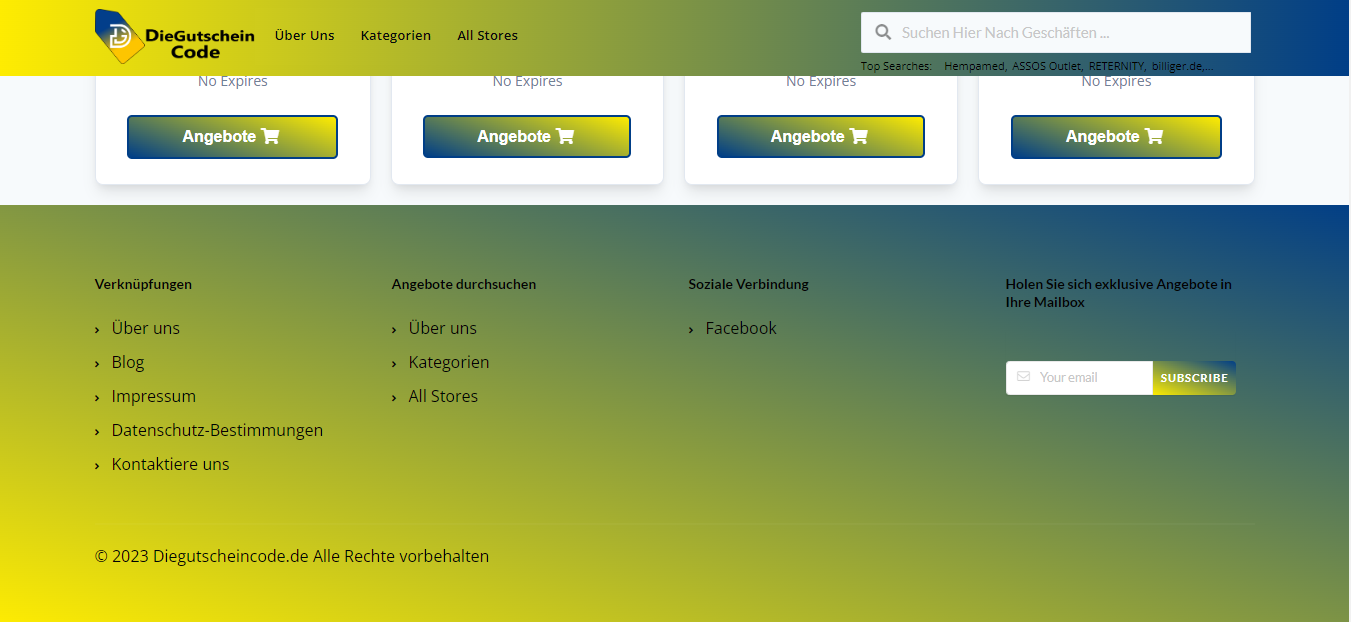 DieGutschein
Code
Über Uns Kategorien All Stores
Suchen Hier Nach Geschäften ...
Top Searches: Hempamed, ASSOS Outlet, RETERNITY, billiger.de,...
No Expires No Expires No Expires No Expires
Angebote Angebote Angebote Angebote
Verknüpfungen
Über uns
Blog
Impressum
Datenschutz-Bestimmungen
Kontaktiere uns
Angebote durchsuchen
Über uns
Kategorien
All Stores
Soziale Verbindung
Facebook
Holen Sie sich exklusive Angebote in
Ihre Mailbox
Your email SUBSCRIBE
© 2023 Diegutscheincode.de Alle Rechte vorbehalten